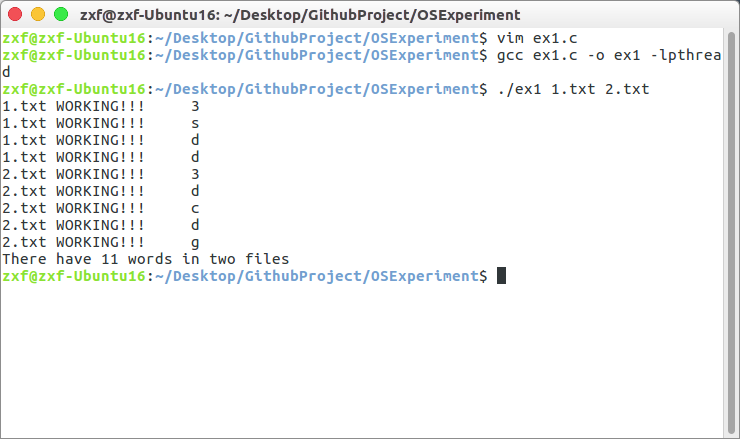 zxf@zxf-Ubuntu16: ~/Desktop/GithubProject/OSExperiment
zxf@zxf-Ubuntu16:~/Desktop/GithubProject/OSExperiment$ vim ex1.c
zxf@zxf-Ubuntu16:~/Desktop/GithubProject/OSExperiment$ gcc ex1.c -o ex1 -lpthrea
d
zxf@zxf-Ubuntu16:~/Desktop/GithubProject/OSExperiment$ ./ex1 1.txt 2.txt
1.txt WORKING!!!     3
1.txt WORKING!!!     s
1.txt WORKING!!!     d
1.txt WORKING!!!     d
2.txt WORKING!!!     3
2.txt WORKING!!!     d
2.txt WORKING!!!     c
2.txt WORKING!!!     d
2.txt WORKING!!!     g
There have 11 words in two files
zxf@zxf-Ubuntu16:~/Desktop/GithubProject/OSExperiment$